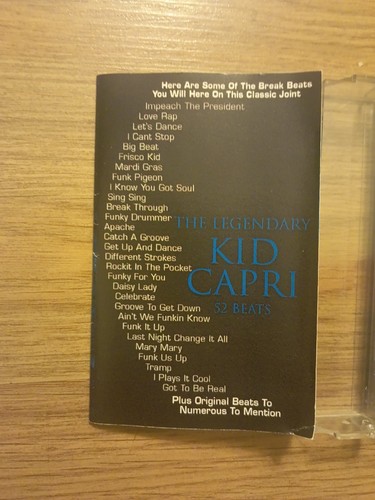 Here Are Some Of The Break Beats
You Will Here On This Classic Joint
Impeach The President
Love Rap
Let's Dance
I Cant Stop
Big Beat
Frisco Kid
Mardi Gras
Funk Pigeon
I Know You Got Soul
Sing Sing
Break Through
Funky Drummer
Apache
Catch A Groove
Get Up And Dance
Different Strokes
Rockit In The Pocket
Funky For You
Daisy Lady
Celebrate
Groove To Get Down
Ain't We Funkin Know
Funk It Up
Last Night Change It All
Mary Mary
Funk Us Up
Tramp
I Plays It Cool
Got To Be Real
Plus Original Beats To
Numerous To Mention
THE LEGENDARY
KID
CAPRI
52 BEATS